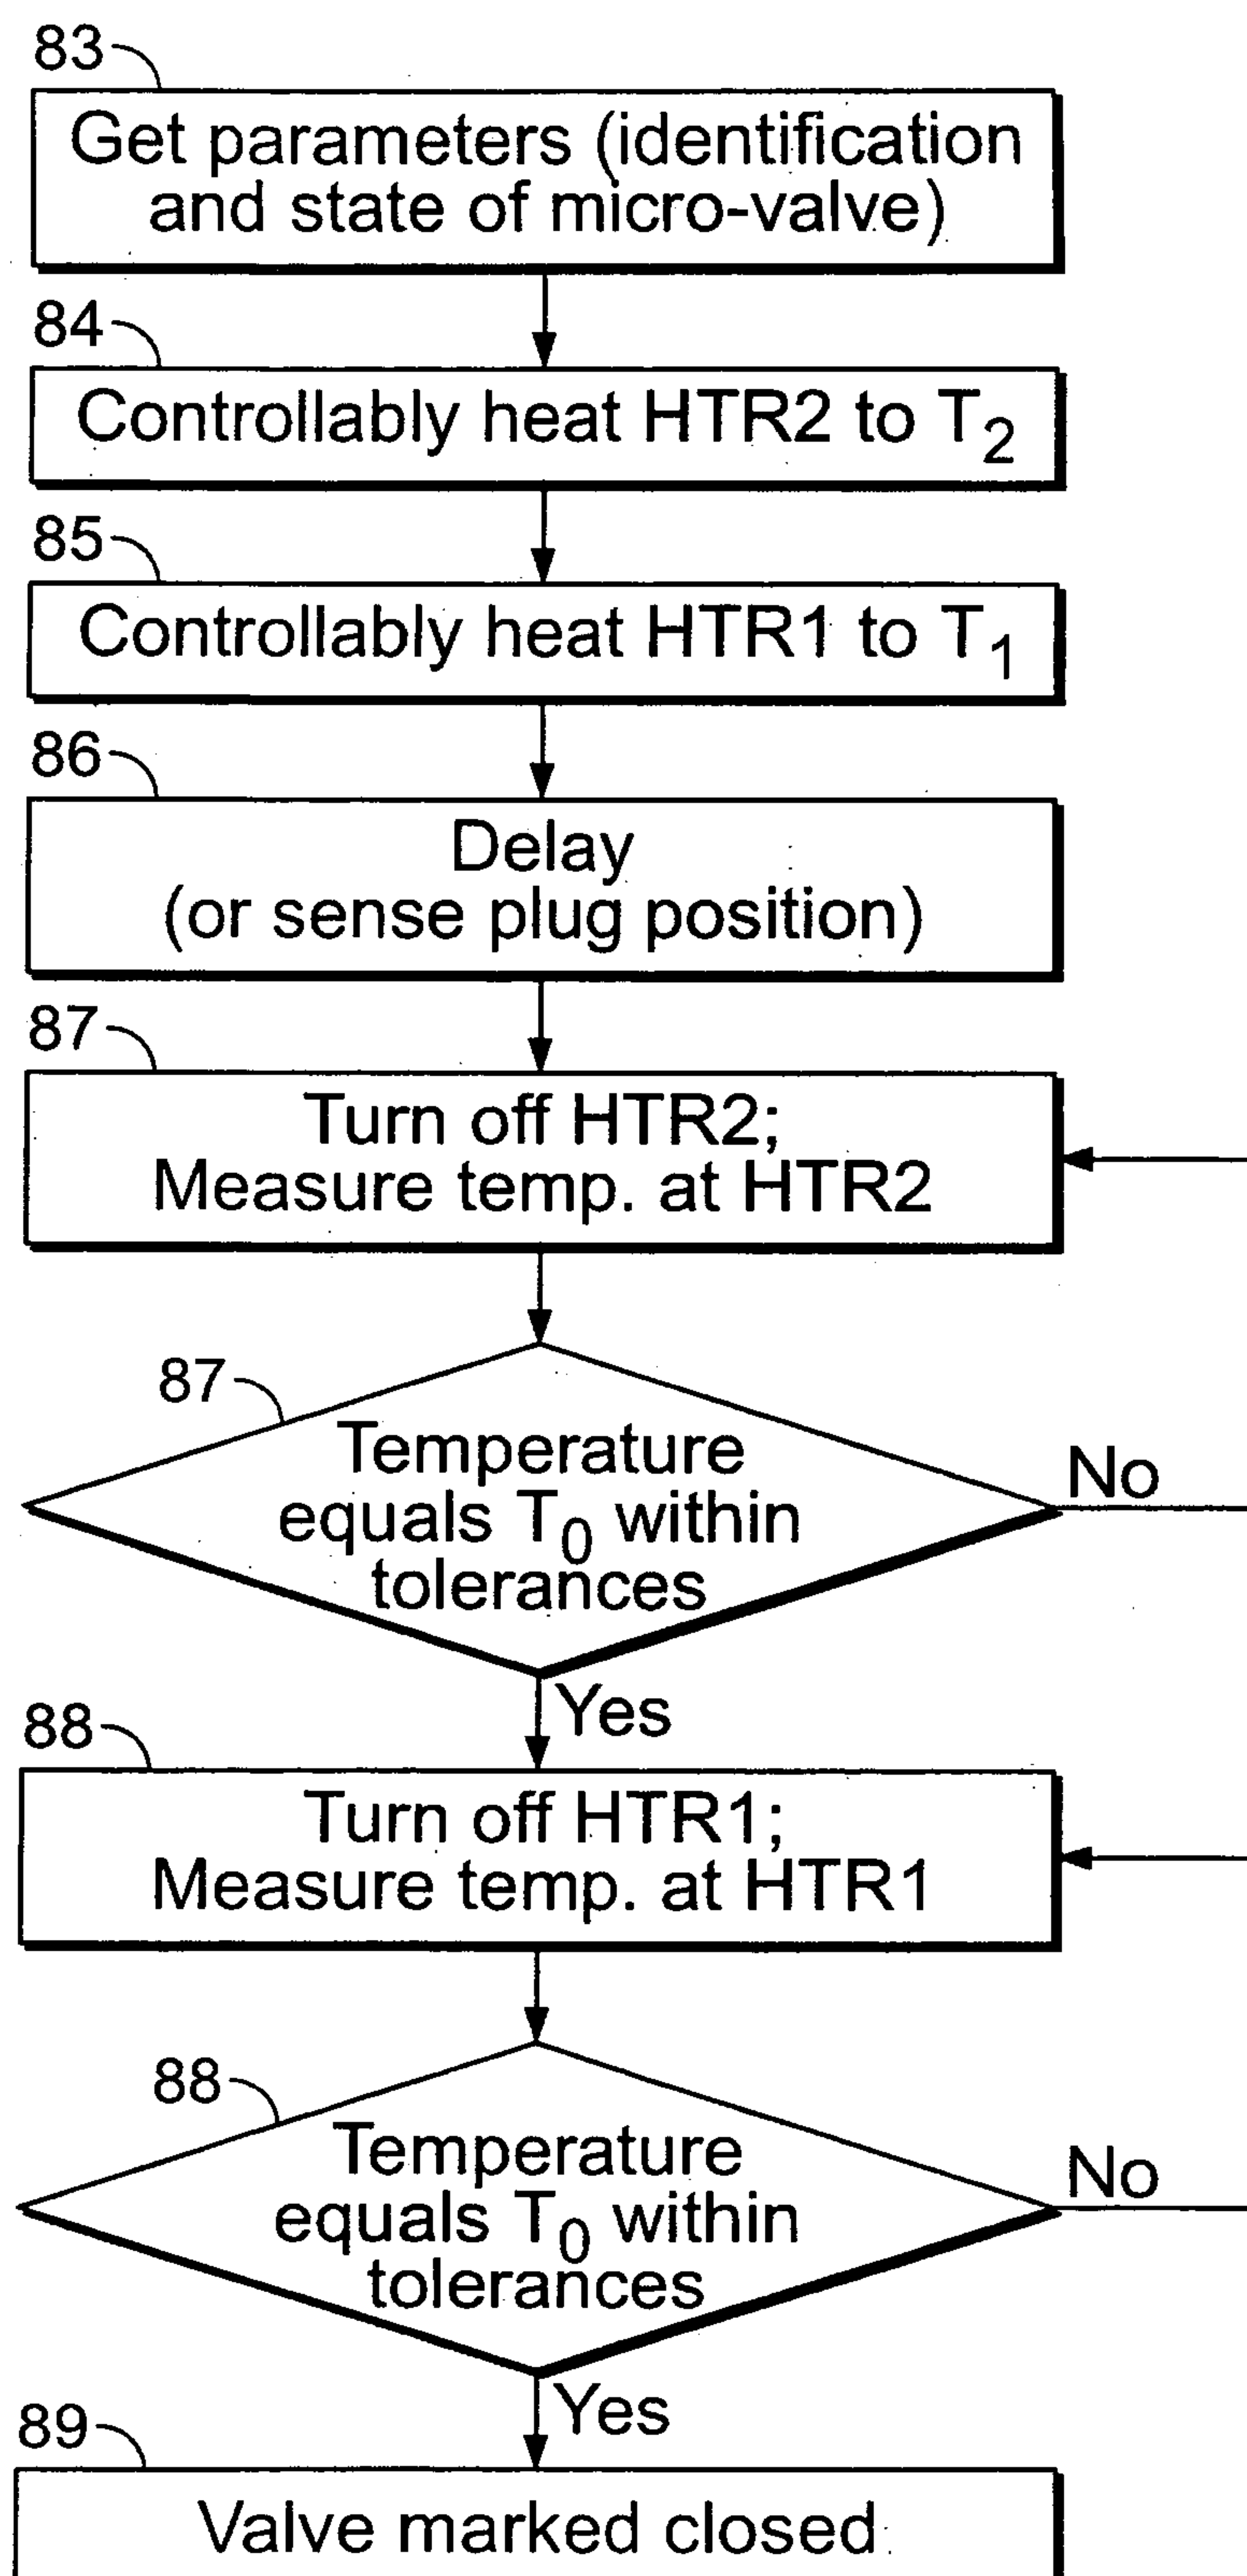 83
Get parameters (identification
and state of micro-valve)
84
Controllably heat HTR2 to T2
85
Controllably heat HTR1 to T1
86
Delay
(or sense plug position)
87
Turn off HTR2;
Measure temp. at HTR2
87
Temperature
equals T0 within
tolerances
No
Yes
88
Turn off HTR1;
Measure temp. at HTR1
88
Temperature
equals T0 within
tolerances
No
Yes
89
Valve marked closed